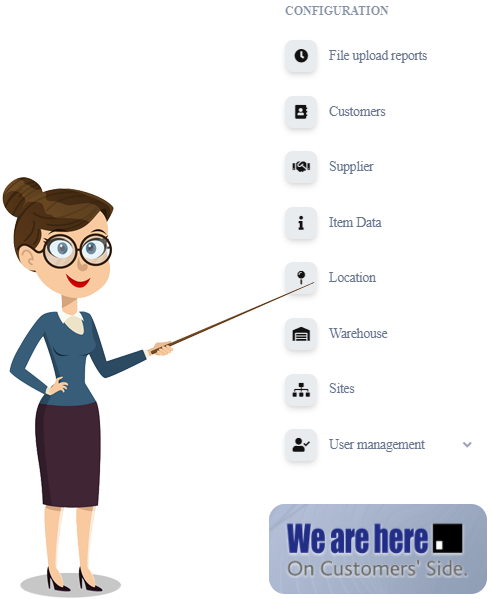 CONFIGURATION
File upload reports
Customers
Supplier
Item Data
Location
Warehouse
Sites
User management
We are here.
On Customers' Side.